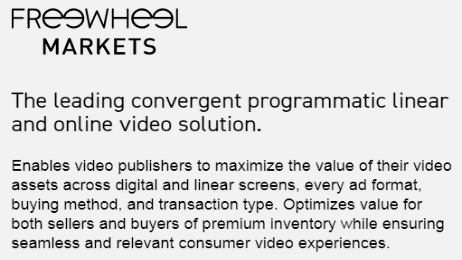 FREEWHEEL
MARKETS
The leading convergent programmatic linear
and online video solution.
Enables video publishers to maximize the value of their video
assets across digital and linear screens, every ad format,
buying method, and transaction type. Optimizes value for
both sellers and buyers of premium inventory while ensuring
seamless and relevant consumer video experiences.